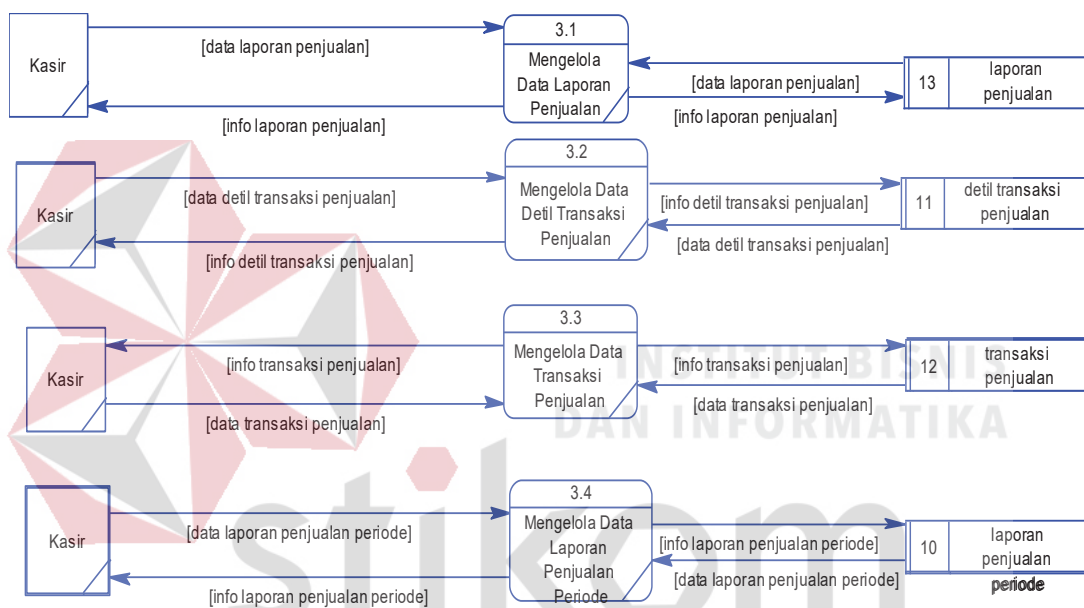 3.1
Kasir
[data laporan penjualan]
Mengelola
Data Laporan
Penjualan
[data laporan penjualan]
13
laporan
penjualan
[info laporan penjualan]
[info laporan penjualan]
3.2
Kasir
[data detil transaksi penjualan]
Mengelola Data
Detil Transaksi
Penjualan
[info detil transaksi penjualan]
11
detil transaksi
penjualan
[info detil transaksi penjualan]
[data detil transaksi penjualan]
3.3
Kasir
[info transaksi penjualan]
Mengelola Data
Transaksi
Penjualan
[info transaksi penjualan]
12
transaksi
penjualan
[data transaksi penjualan]
[data transaksi penjualan]
INSTITUT BISNIS
DAN INFORMATIKA
stikom
3.4
Kasir
[data laporan penjualan periode]
Mengelola Data
Laporan
Penjualan
Periode
[info laporan penjualan periode]
10
laporan
penjualan
periode
[info laporan penjualan periode]
[data laporan penjualan periode]